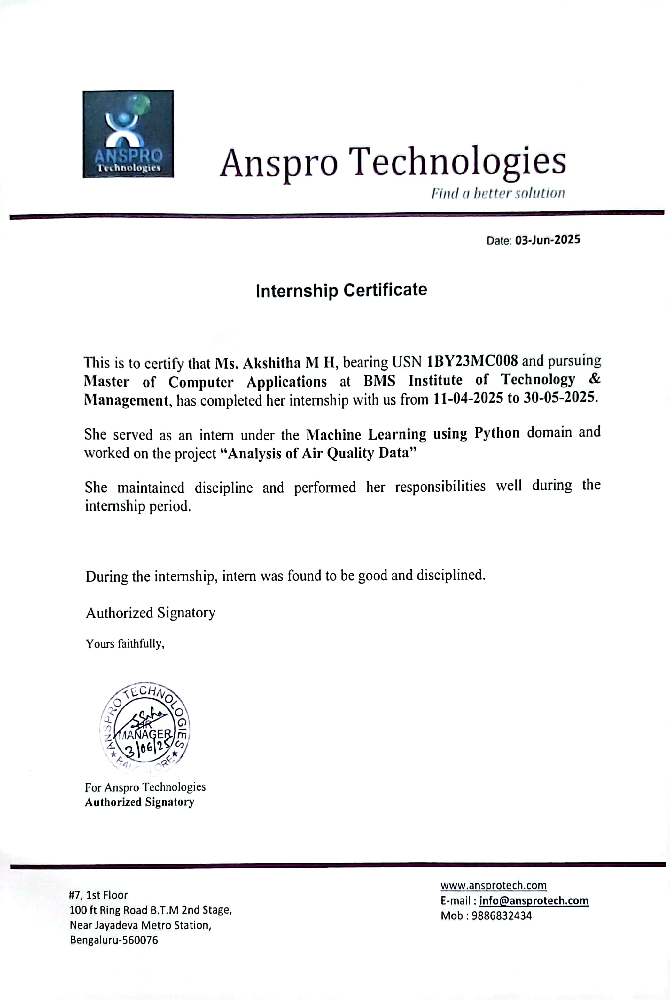 ANSPRO
Technologies
Anspro Technologies
Find a better solution
Date: 03-Jun-2025
Internship Certificate
This is to certify that Ms. Akshitha M H, bearing USN 1BY23MC008 and pursuing
Master of Computer Applications at BMS Institute of Technology &
Management, has completed her internship with us from 11-04-2025 to 30-05-2025.
She served as an intern under the Machine Learning using Python domain and
worked on the project “Analysis of Air Quality Data”
She maintained discipline and performed her responsibilities well during the
internship period.
During the internship, intern was found to be good and disciplined.
Authorized Signatory
Yours faithfully,
ANSPRO TECHNOLOGIES
SSaha
HR
MANAGER
3/06/25
★ BANGALORE ★
For Anspro Technologies
Authorized Signatory
#7, 1st Floor
100 ft Ring Road B.T.M 2nd Stage,
Near Jayadeva Metro Station,
Bengaluru-560076
www.ansprotech.com
E-mail : info@ansprotech.com
Mob : 9886832434